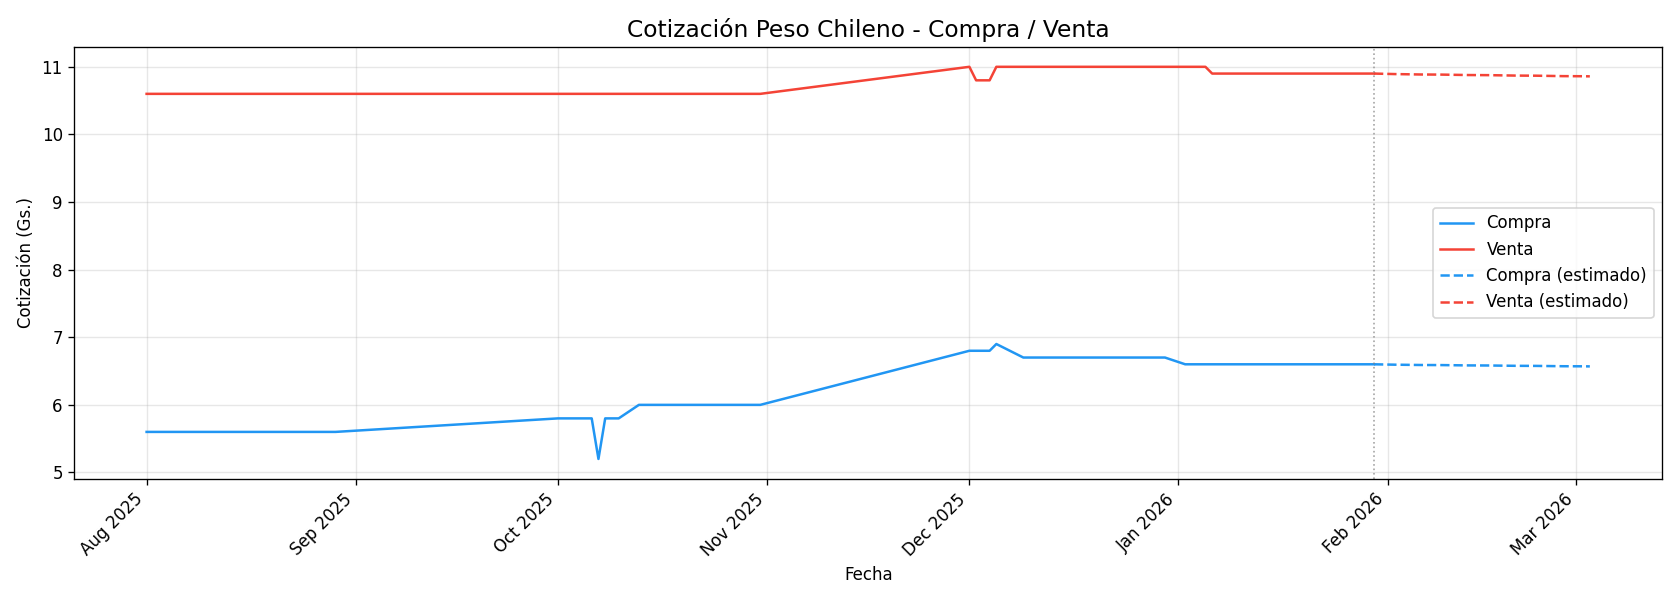 Cotización Peso Chileno - Compra / Venta
Cotización (Gs.)
11
10
9
8
7
6
5
Compra
Venta
Compra (estimado)
Venta (estimado)
Aug 2025
Sep 2025
Oct 2025
Nov 2025
Dec 2025
Jan 2026
Feb 2026
Mar 2026
Fecha